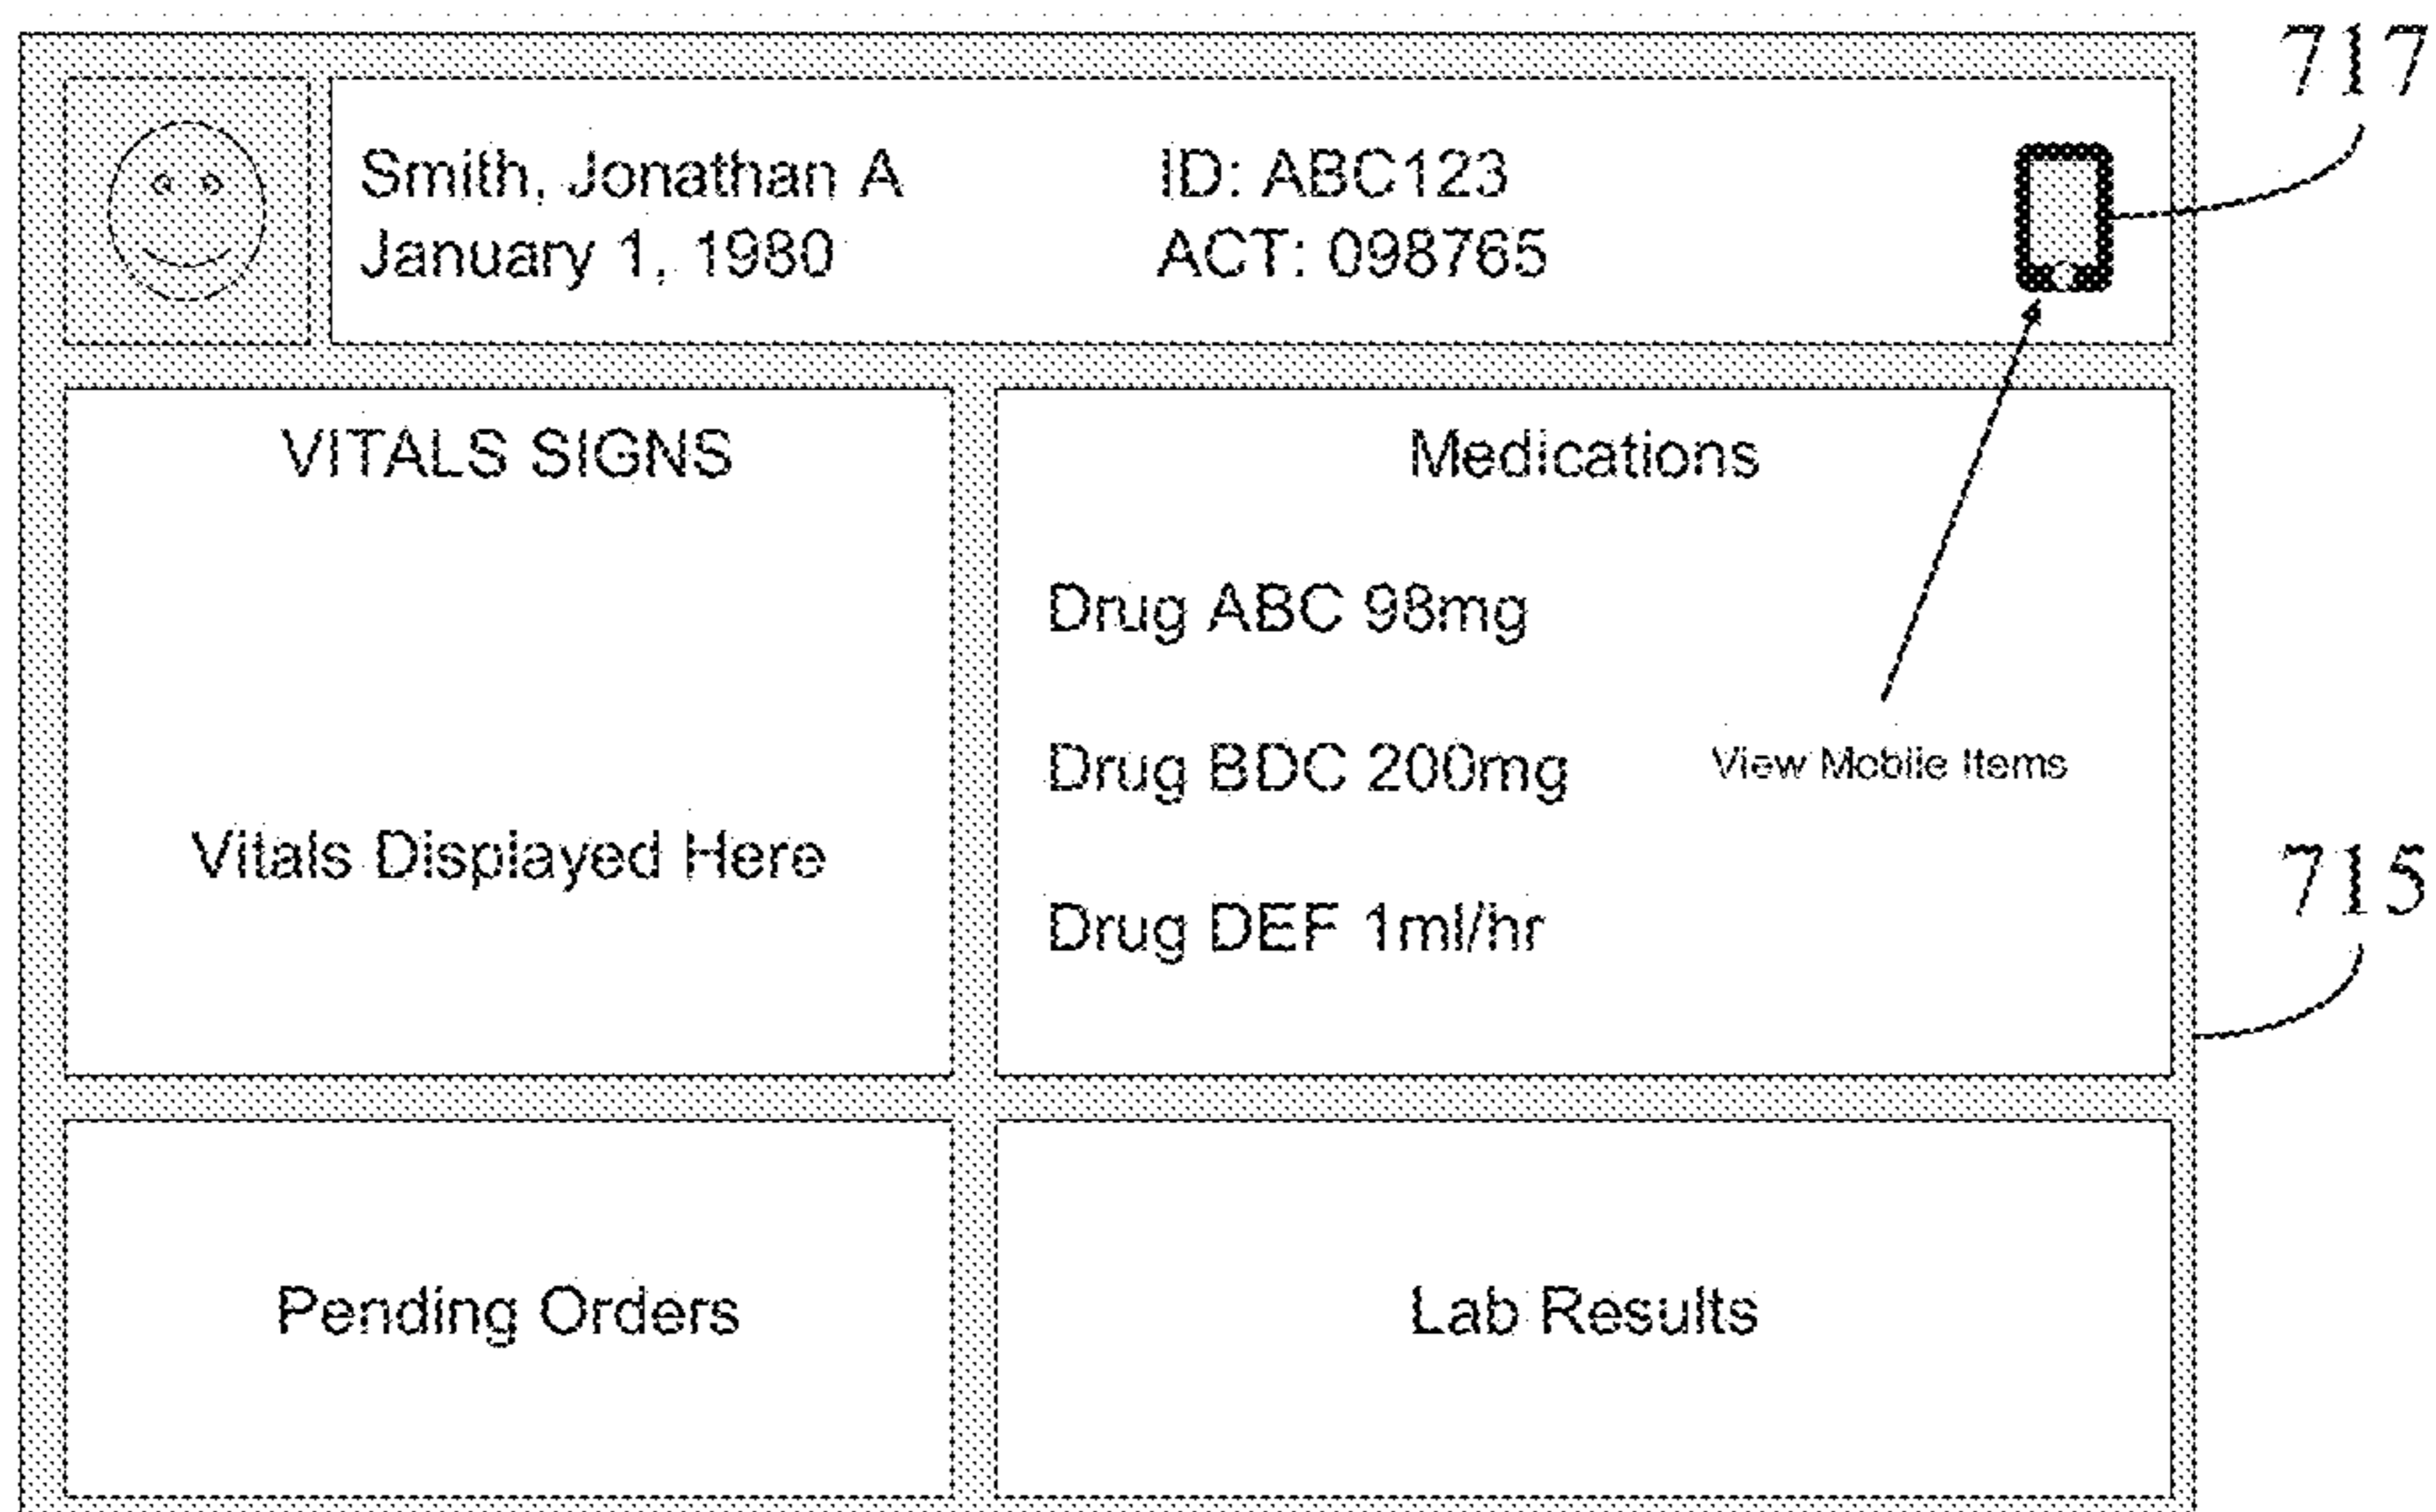 717
Smith, Jonathan A
January 1, 1980
ID: ABC123
ACT: 098765
VITALS SIGNS
Vitals Displayed Here
Medications
Drug ABC 98mg
Drug BDC 200mg
Drug DEF 1ml/hr
View Mobile Items
715
Pending Orders
Lab Results